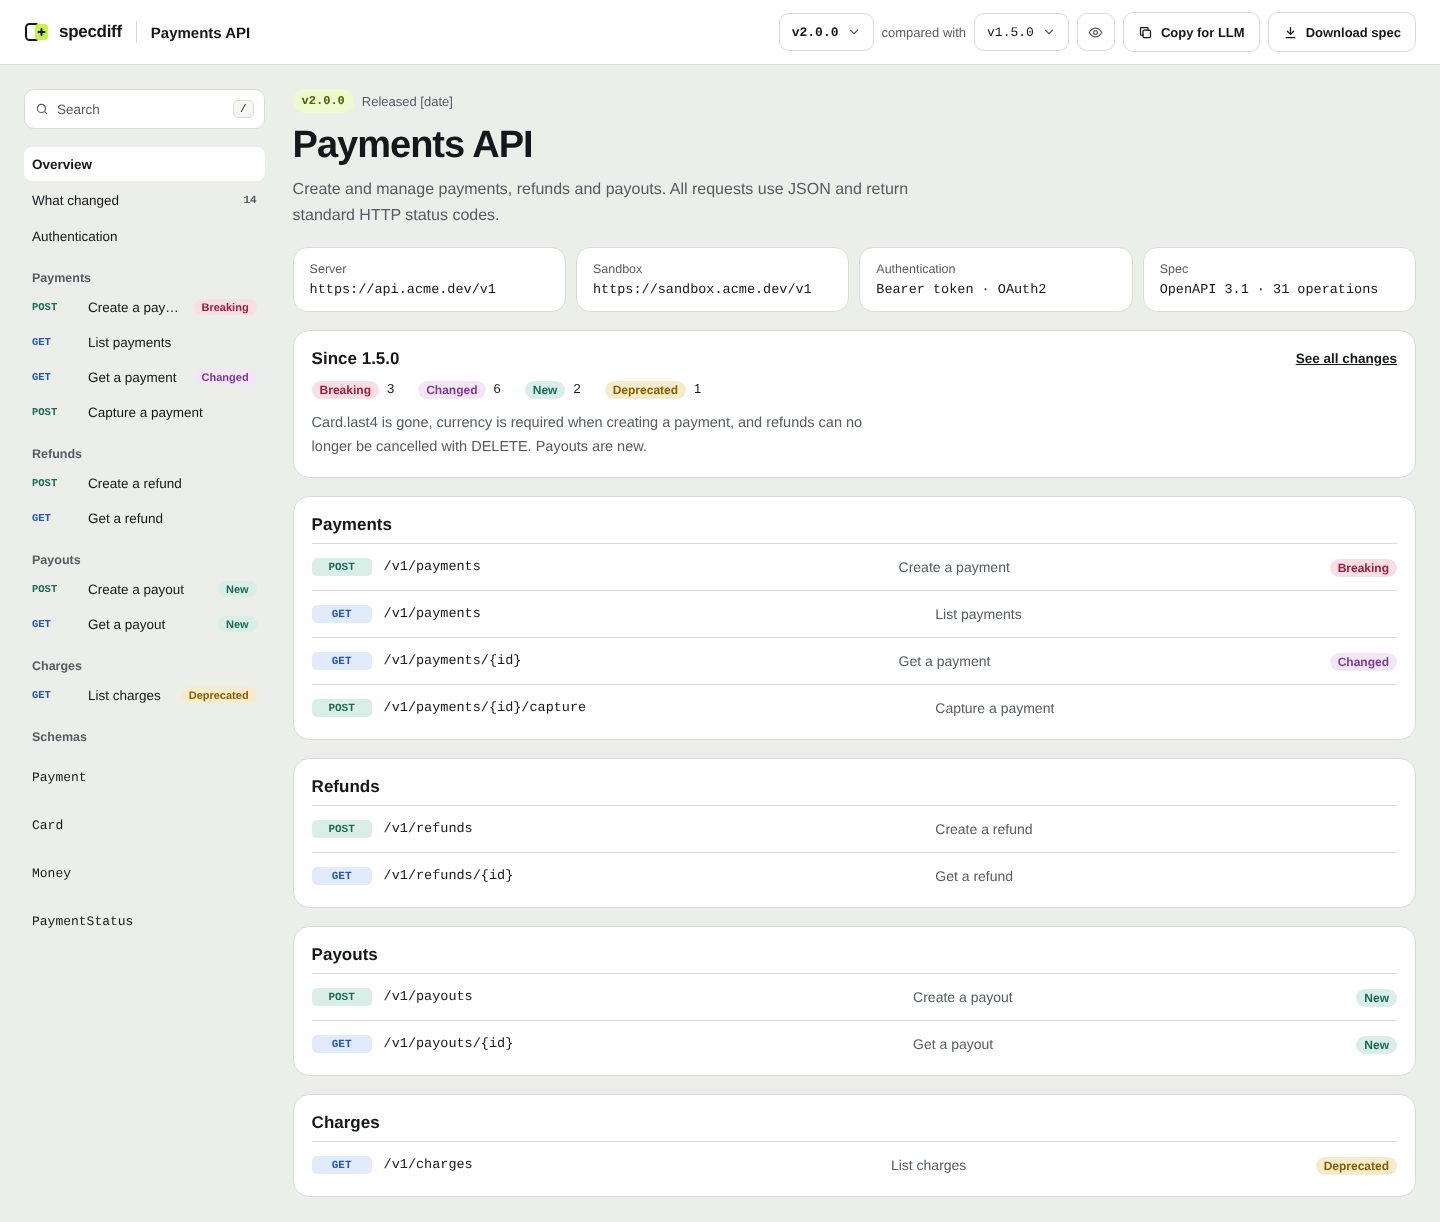 specdiff
Payments API
v2.0.0
compared with
v1.5.0
Copy for LLM
Download spec
Search
/
Overview
What changed 14
Authentication
Payments
POST Create a pay… Breaking
GET List payments
GET Get a payment Changed
POST Capture a payment
Refunds
POST Create a refund
GET Get a refund
Payouts
POST Create a payout New
GET Get a payout New
Charges
GET List charges Deprecated
Schemas
Payment
Card
Money
PaymentStatus
v2.0.0 Released [date]
Payments API
Create and manage payments, refunds and payouts. All requests use JSON and return
standard HTTP status codes.
Server
https://api.acme.dev/v1
Sandbox
https://sandbox.acme.dev/v1
Authentication
Bearer token · OAuth2
Spec
OpenAPI 3.1 · 31 operations
Since 1.5.0
See all changes
Breaking 3 Changed 6 New 2 Deprecated 1
Card.last4 is gone, currency is required when creating a payment, and refunds can no
longer be cancelled with DELETE. Payouts are new.
Payments
POST /v1/payments Create a payment Breaking
GET /v1/payments List payments
GET /v1/payments/{id} Get a payment Changed
POST /v1/payments/{id}/capture Capture a payment
Refunds
POST /v1/refunds Create a refund
GET /v1/refunds/{id} Get a refund
Payouts
POST /v1/payouts Create a payout New
GET /v1/payouts/{id} Get a payout New
Charges
GET /v1/charges List charges Deprecated